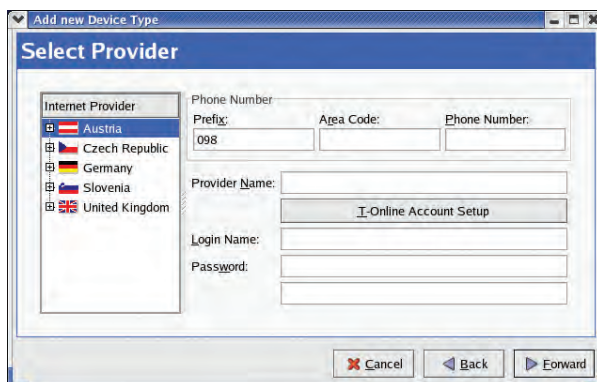 Add new Device Type
Select Provider
Internet Provider
Austria
Czech Republic
Germany
Slovenia
United Kingdom
Phone Number
Prefix: Area Code: Phone Number:
098
Provider Name:
T-Online Account Setup
Login Name:
Password:
Cancel Back Forward